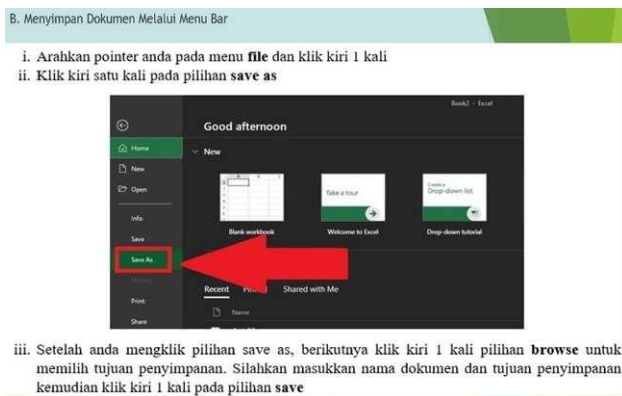 B. Menyimpan Dokumen Melalui Menu Bar
i. Arahkan pointer anda pada menu file dan klik kiri 1 kali
ii. Klik kiri satu kali pada pilihan save as
Book2 - Excel
Good afternoon
Home
New
New
Open
Take a tour
Create a
Drop-down list
Info
Blank workbook
Welcome to Excel
Drop-down tutorial
Save
Save As
Recent
Shared with Me
Print
Name
Share
iii. Setelah anda mengklik pilihan save as, berikutnya klik kiri 1 kali pilihan browse untuk
memilih tujuan penyimpanan. Silahkan masukkan nama dokumen dan tujuan penyimpanan
kemudian klik kiri 1 kali pada pilihan save